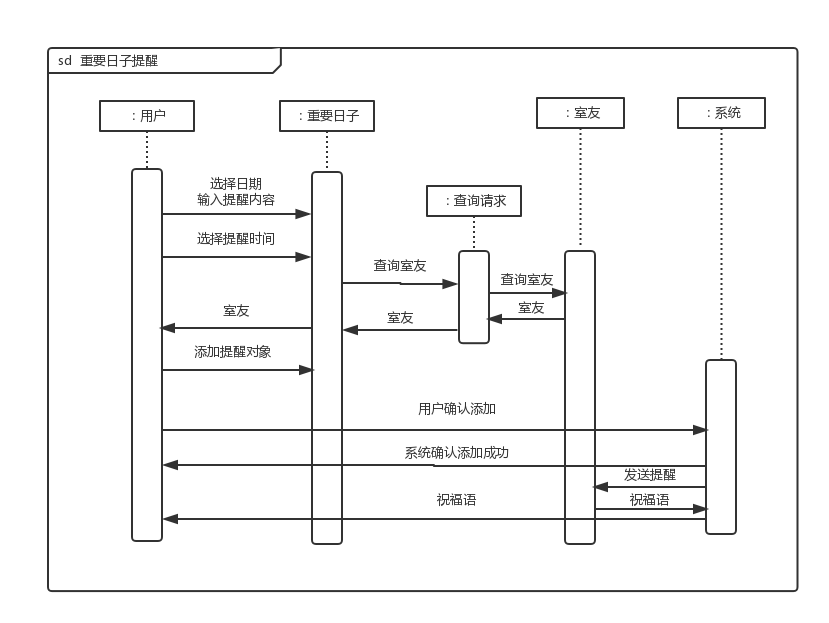 sd 重要日子提醒
: 用户
: 重要日子
: 室友
: 系统
选择日期
输入提醒内容
: 查询请求
选择提醒时间
查询室友
查询室友
室友
室友
室友
添加提醒对象
用户确认添加
系统确认添加成功
发送提醒
祝福语
祝福语